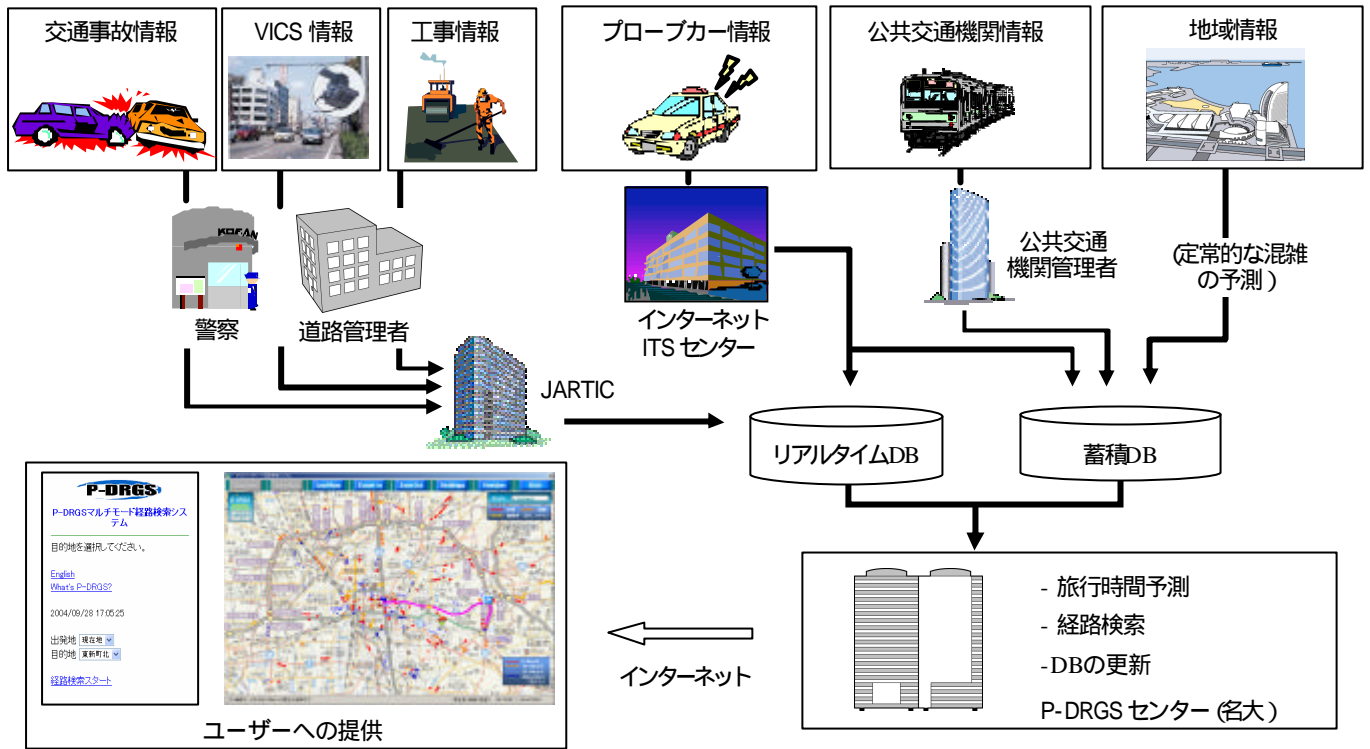 交通事故情報
VICS 情報
工事情報
プローブカー情報
公共交通機関情報
地域情報
KOBAN
警察
道路管理者
インターネット
ITS センター
公共交通
機関管理者
(定常的な混雑
の予測 )
JARTIC
リアルタイムDB
蓄積DB
P-DRGS
P-DRGSマルチモード経路検索シス
テム
目的地を選択してください。
English
What's P-DRGS?
2004/09/28 17:05:25
出発地 現在地
目的地 東新町北
経路検索スタート
ユーザーへの提供
インターネット
- 旅行時間予測
- 経路検索
-DBの更新
P-DRGS センター (名大 )